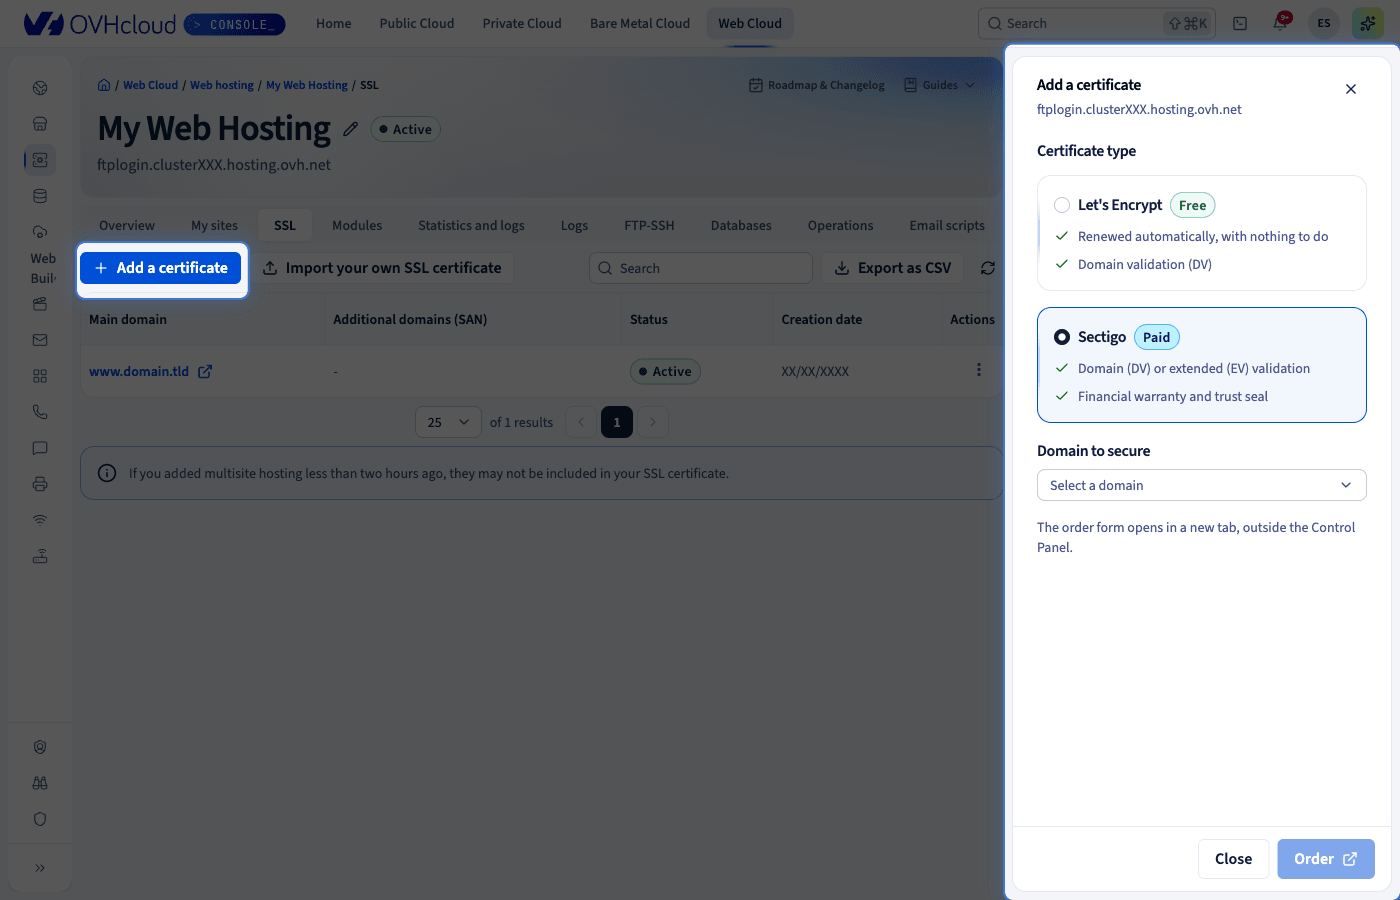 OVHcloud > CONSOLE_
Home
Public Cloud
Private Cloud
Bare Metal Cloud
Web Cloud
Search
⇧⌘K
9+
ES
/ Web Cloud / Web hosting / My Web Hosting / SSL
Roadmap & Changelog
Guides
My Web Hosting
Active
ftplogin.clusterXXX.hosting.ovh.net
Overview
My sites
SSL
Modules
Statistics and logs
Logs
FTP-SSH
Databases
Operations
Email scripts
Web
Buil
+ Add a certificate
Import your own SSL certificate
Search
Export as CSV
Main domain
Additional domains (SAN)
Status
Creation date
Actions
www.domain.tld
-
Active
XX/XX/XXXX
25
of 1 results
1
If you added multisite hosting less than two hours ago, they may not be included in your SSL certificate.
Add a certificate
ftplogin.clusterXXX.hosting.ovh.net
Certificate type
Let's Encrypt
Free
Renewed automatically, with nothing to do
Domain validation (DV)
Sectigo
Paid
Domain (DV) or extended (EV) validation
Financial warranty and trust seal
Domain to secure
Select a domain
The order form opens in a new tab, outside the Control
Panel.
Close
Order